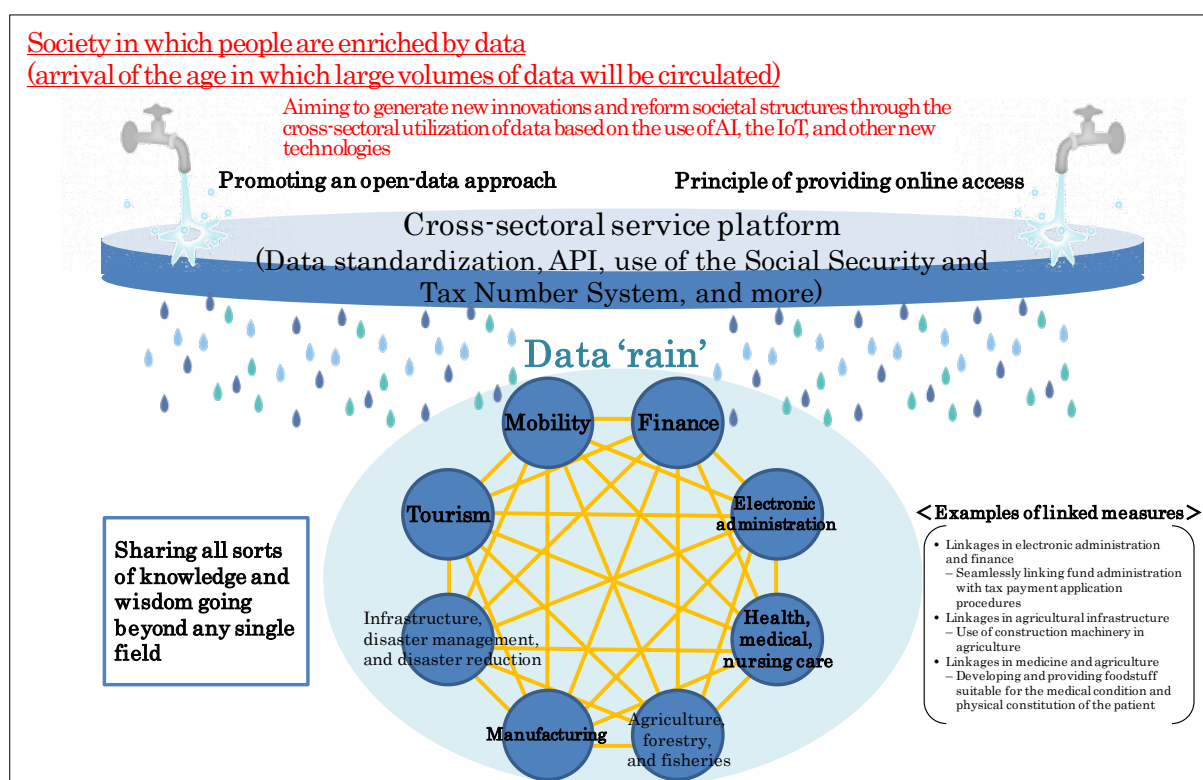 Society in which people are enriched by data
(arrival of the age in which large volumes of data will be circulated)
Aiming to generate new innovations and reform societal structures through the
cross-sectoral utilization of data based on the use of AI, the IoT, and other new
technologies
Promoting an open-data approach
Principle of providing online access
Cross-sectoral service platform
(Data standardization, API, use of the Social Security and
Tax Number System, and more)
Data ‘rain’
Mobility
Finance
Tourism
Electronic
administration
Infrastructure,
disaster management,
and disaster reduction
Health,
medical,
nursing care
Manufacturing
Agriculture,
forestry,
and fisheries
Sharing all sorts
of knowledge and
wisdom going
beyond any single
field
<Examples of linked measures>
• Linkages in electronic administration
and finance
– Seamlessly linking fund administration
with tax payment application
procedures
• Linkages in agricultural infrastructure
– Use of construction machinery in
agriculture
• Linkages in medicine and agriculture
– Developing and providing foodstuff
suitable for the medical condition and
physical constitution of the patient